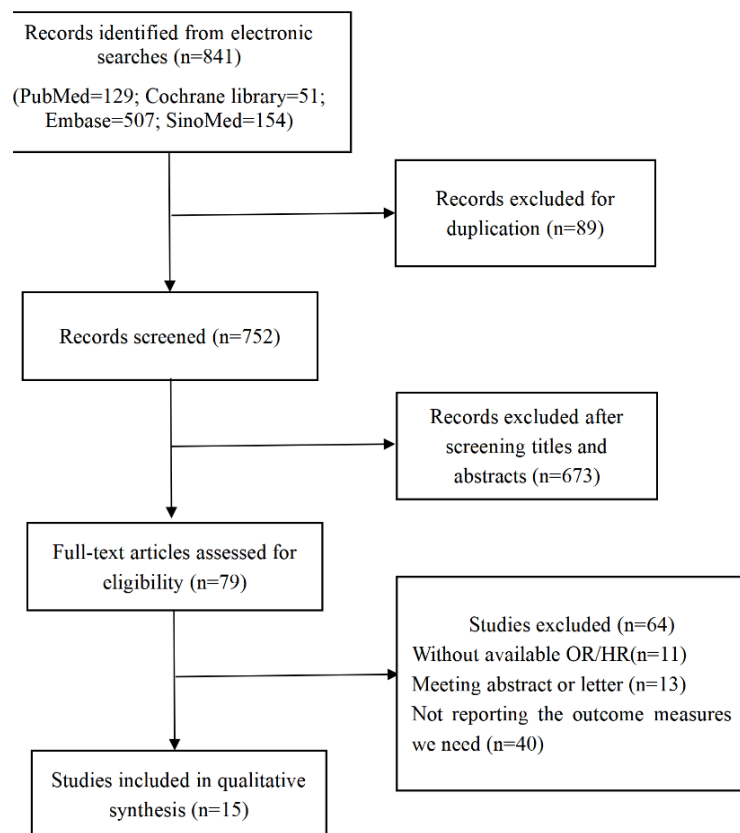 Records identified from electronic
searches (n=841)
(PubMed=129; Cochrane library=51;
Embase=507; SinoMed=154)
Records excluded for
duplication (n=89)
Records screened (n=752)
Records excluded after
screening titles and
abstracts (n=673)
Full-text articles assessed for
eligibility (n=79)
Studies excluded (n=64)
Without available OR/HR(n=11)
Meeting abstract or letter (n=13)
Not reporting the outcome measures
we need (n=40)
Studies included in qualitative
synthesis (n=15)